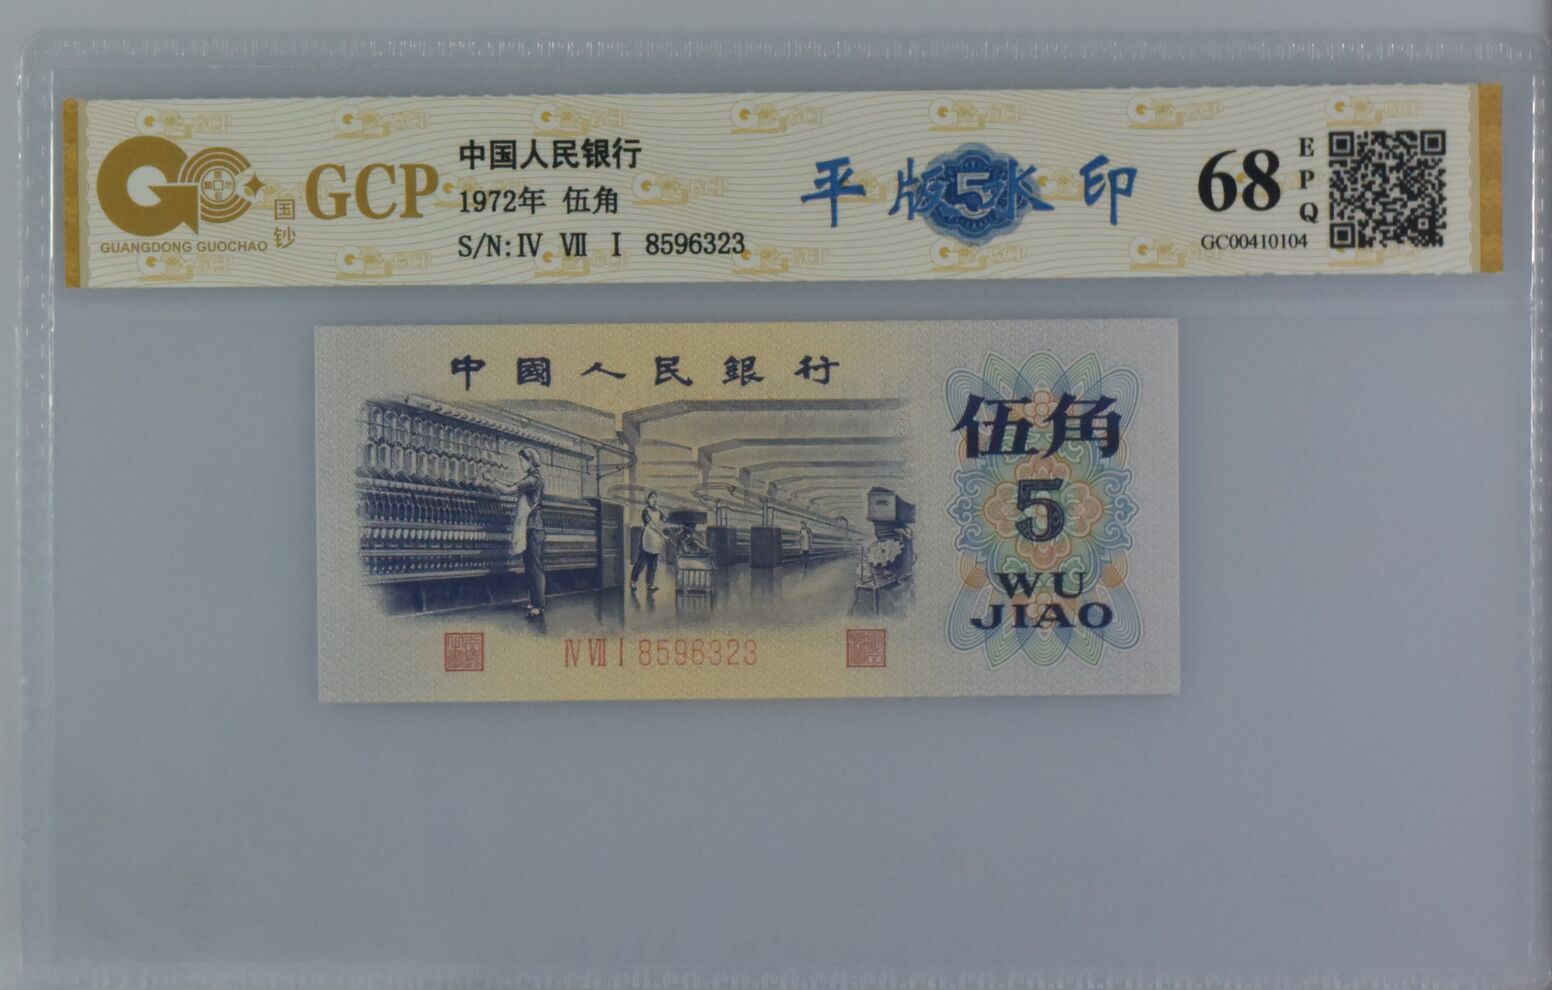 GUANGDONG GUOCHAO
国钞
GCP
中国人民银行
1972年 伍角
S/N:Ⅳ Ⅶ Ⅰ 8596323
平版水印
5
68
EPQ
GC00410104
中國人民銀行
伍角
5
WU
JIAO
Ⅳ Ⅶ Ⅰ 8596323